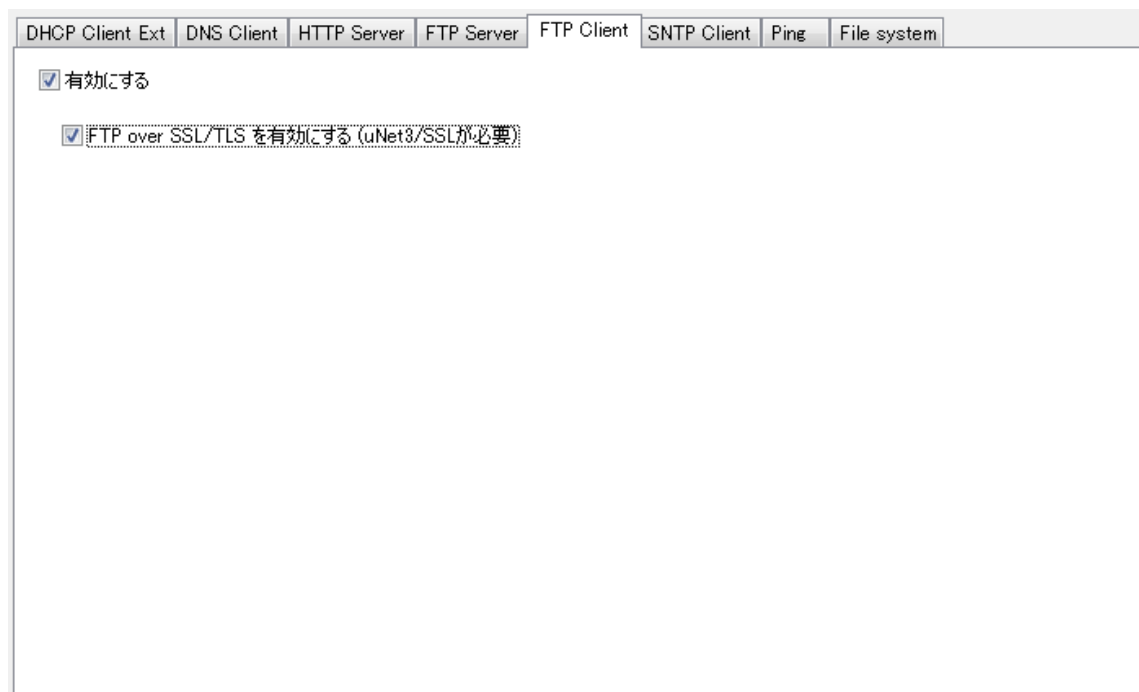 DHCP Client Ext DNS Client HTTP Server FTP Server FTP Client SNTP Client Ping File system
有効にする
FTP over SSL/TLS を有効にする (uNet3/SSLが必要)